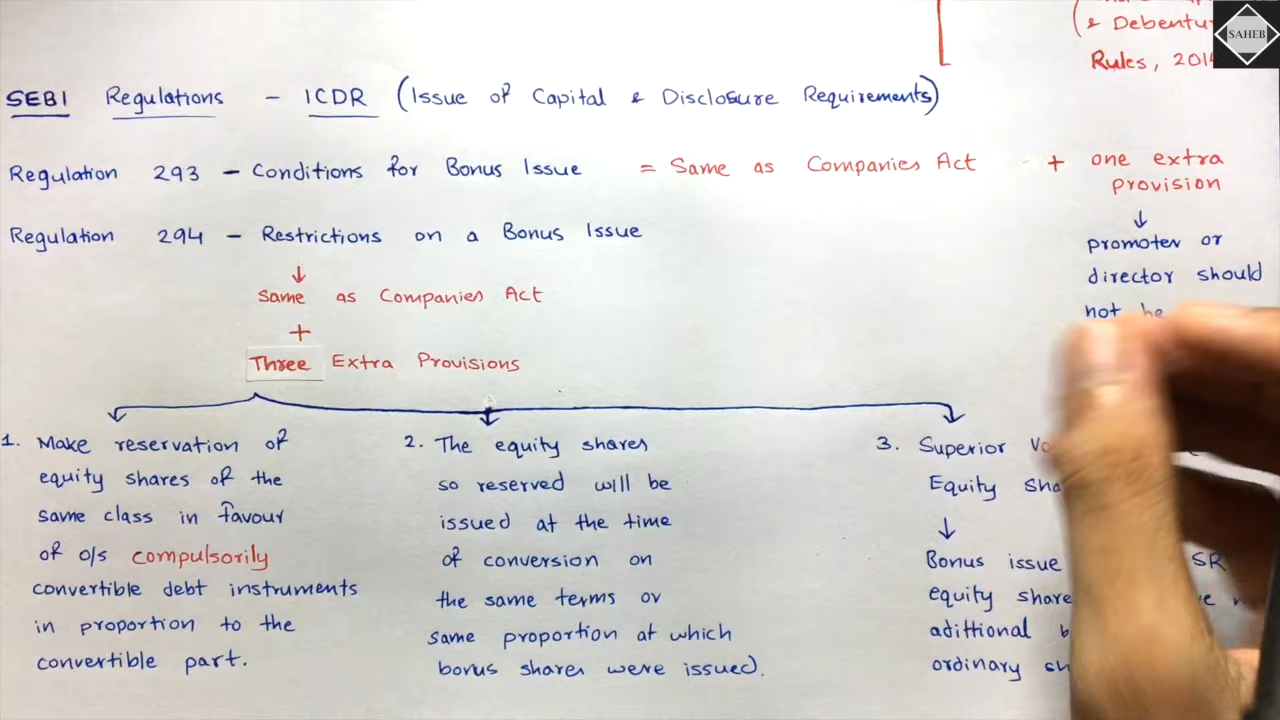 & Debentu
Rules, 201
SAHEB
SEBI Regulations - ICDR (Issue of Capital & Disclosure Requirements)
Regulation 293 - Conditions for Bonus Issue = Same as Companies Act + one extra
provision
promoter or
director should
not be
Regulation 294 - Restrictions on a Bonus Issue
Same as Companies Act
+
Three Extra Provisions
1. Make reservation of
equity shares of the
same class in favour
of o/s compulsorily
convertible debt instruments
in proportion to the
convertible part.
2. The equity shares
so reserved will be
issued at the time
of conversion on
the same terms or
same proportion at which
bonus shares were issued.
3. Superior
Equity
Bonus issue SR
equity share
adittional
ordinary